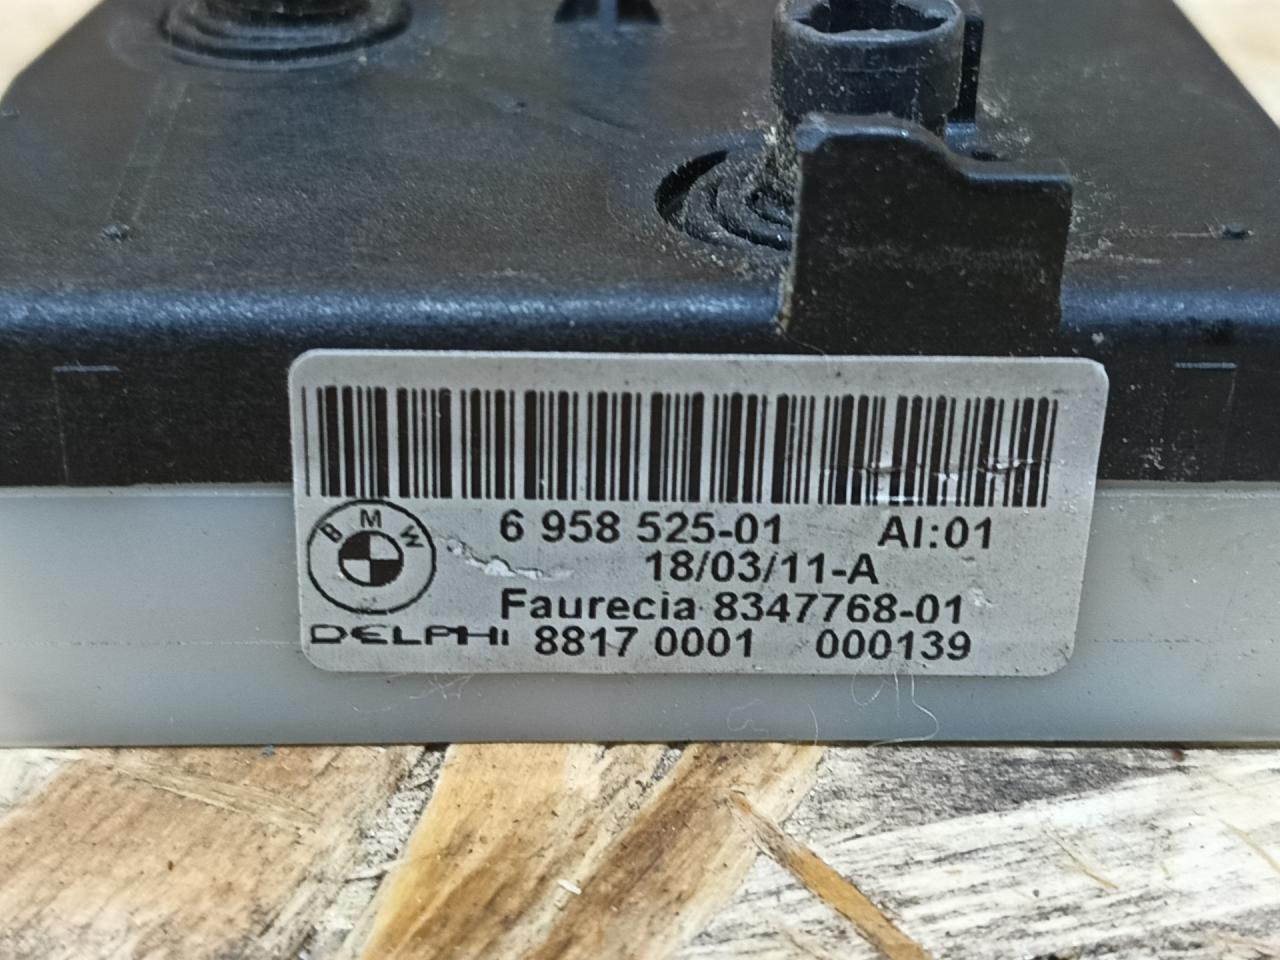 6 958 525-01 AI:01
BMW
18/03/11-A
Faurecia 8347768-01
DELPHI 8817 0001 000139